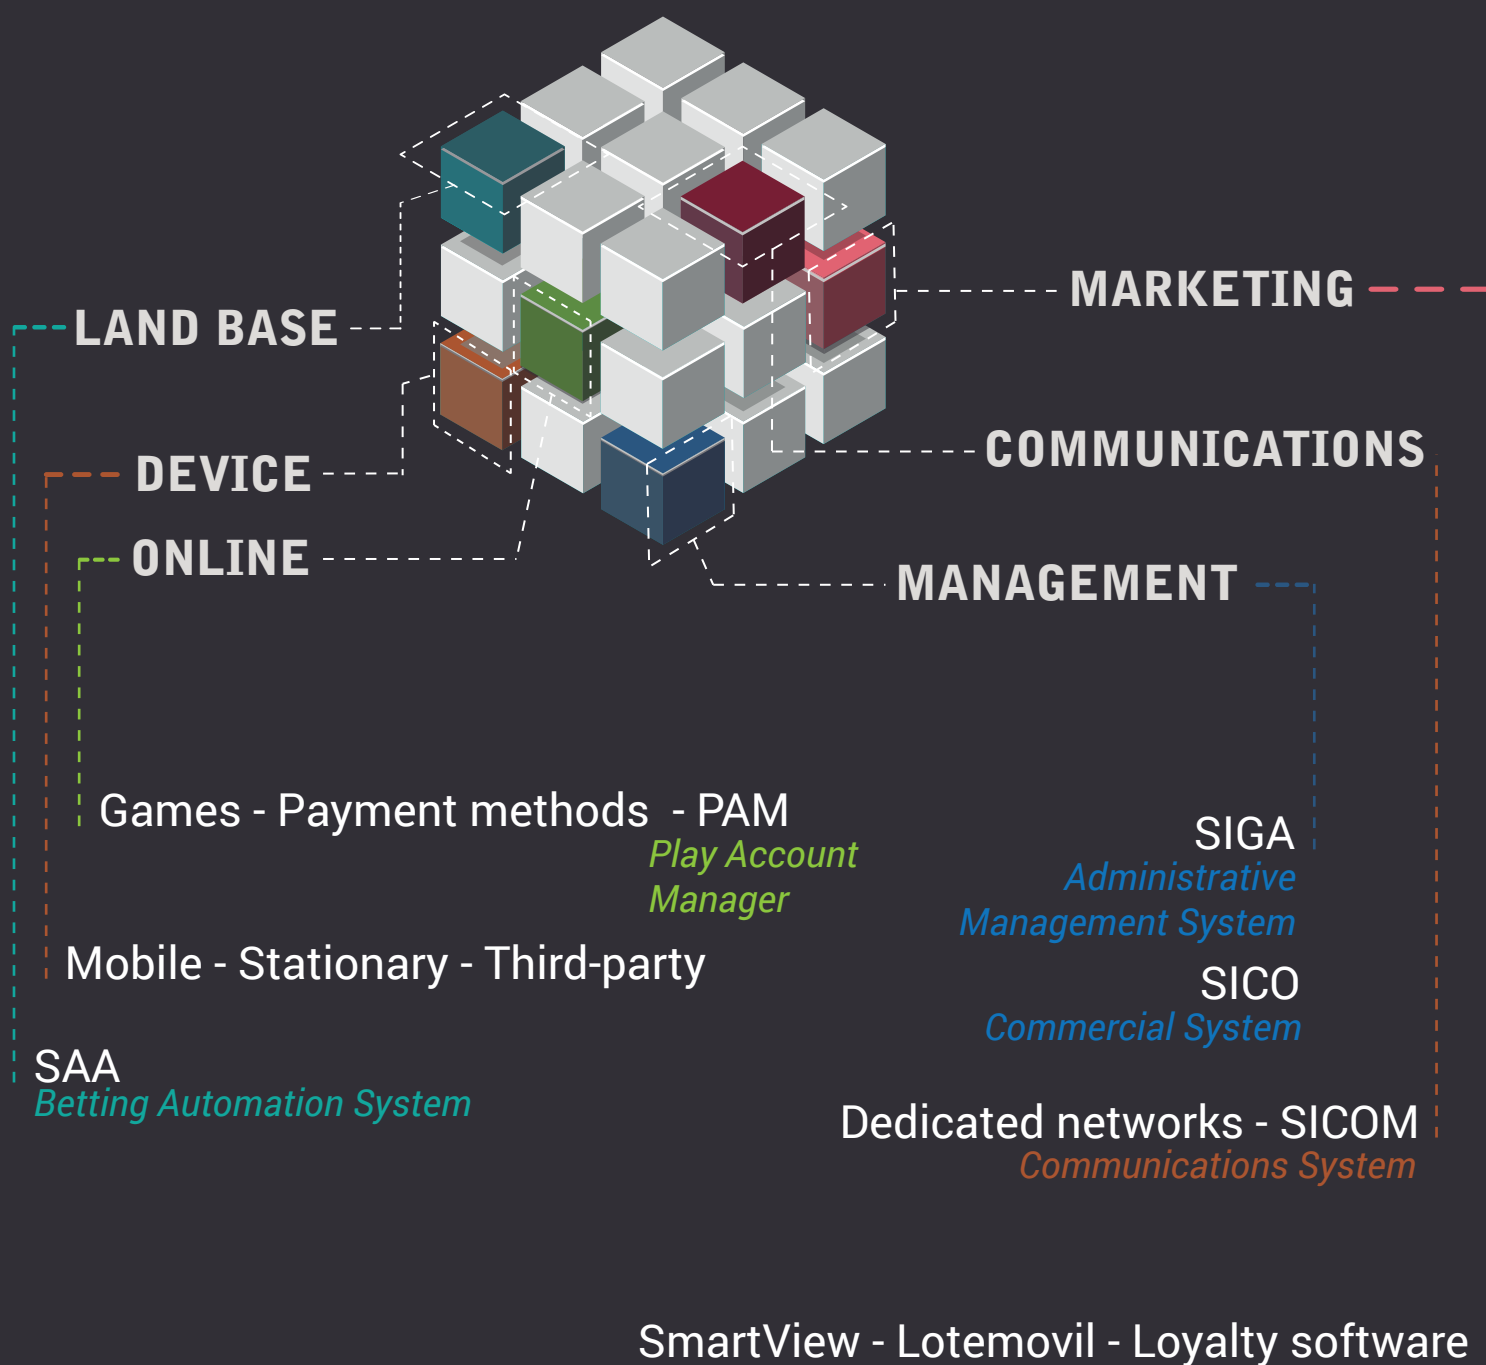 MARKETING
LAND BASE
COMMUNICATIONS
DEVICE
ONLINE
MANAGEMENT
Games - Payment methods - PAM
Play Account
Manager
SIGA
Administrative
Management System
Mobile - Stationary - Third-party
SICO
Commercial System
SAA
Betting Automation System
Dedicated networks - SICOM
Communications System
SmartView - Lotemovil - Loyalty software